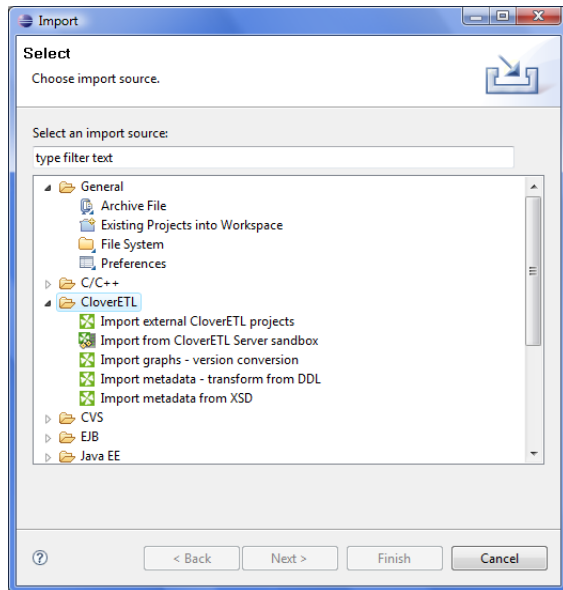 Import
Select
Choose import source.
Select an import source:
type filter text
General
Archive File
Existing Projects into Workspace
File System
Preferences
C/C++
CloverETL
Import external CloverETL projects
Import from CloverETL Server sandbox
Import graphs - version conversion
Import metadata - transform from DDL
Import metadata from XSD
CVS
EJB
Java EE
?
< Back Next > Finish Cancel